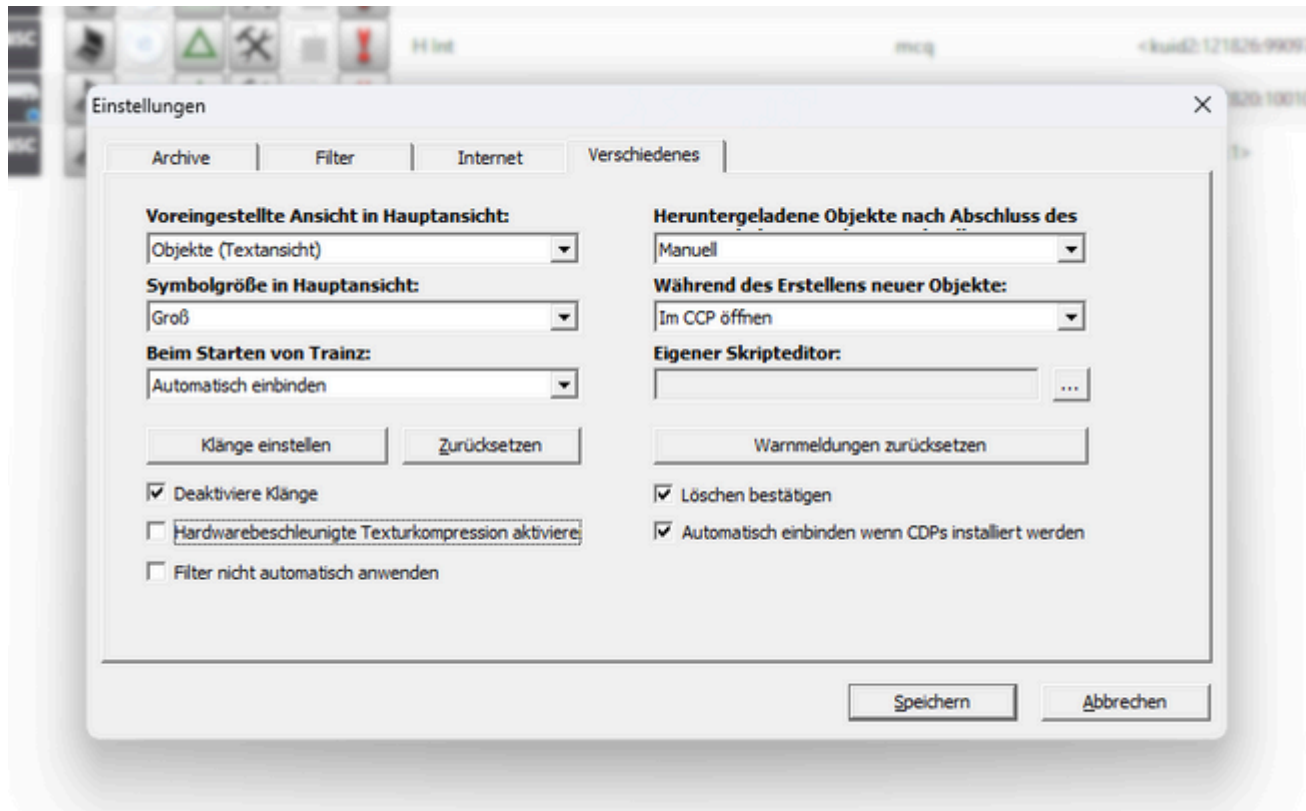 H Int mcq <kuid2:121826:9909
Einstellungen
Archive Filter Internet Verschiedenes
Voreingestellte Ansicht in Hauptansicht:
Objekte (Textansicht)
Symbolgröße in Hauptansicht:
Groß
Beim Starten von Trainz:
Automatisch einbinden
Klänge einstellen Zurücksetzen
Deaktiviere Klänge
Hardwarebeschleunigte Texturkompression aktiviere
Filter nicht automatisch anwenden
Heruntergeladene Objekte nach Abschluss des
Manuell
Während des Erstellens neuer Objekte:
Im CCP öffnen
Eigener Skripteditor:
...
Warnmeldungen zurücksetzen
Löschen bestätigen
Automatisch einbinden wenn CDPs installiert werden
Speichern Abbrechen